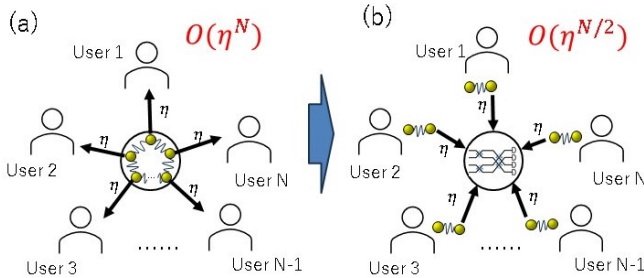 (a)
O(η^N)
User 1
η
η
η
User 2
User N
η
η
User 3
......
User N-1
(b)
O(η^{N/2})
User 1
η
η
η
User 2
User N
η
η
User 3
......
User N-1